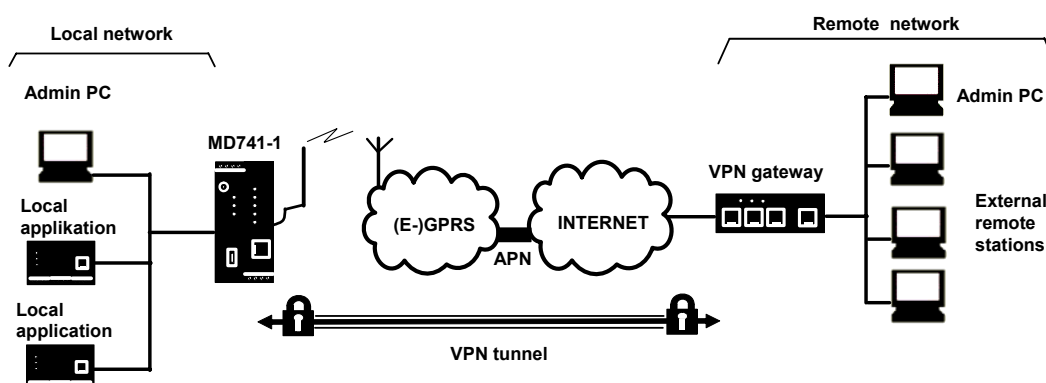 Local network
Remote network
Admin PC
MD741-1
Local
applikation
Local
application
(E-)GPRS
APN
INTERNET
VPN gateway
Admin PC
External
remote
stations
VPN tunnel